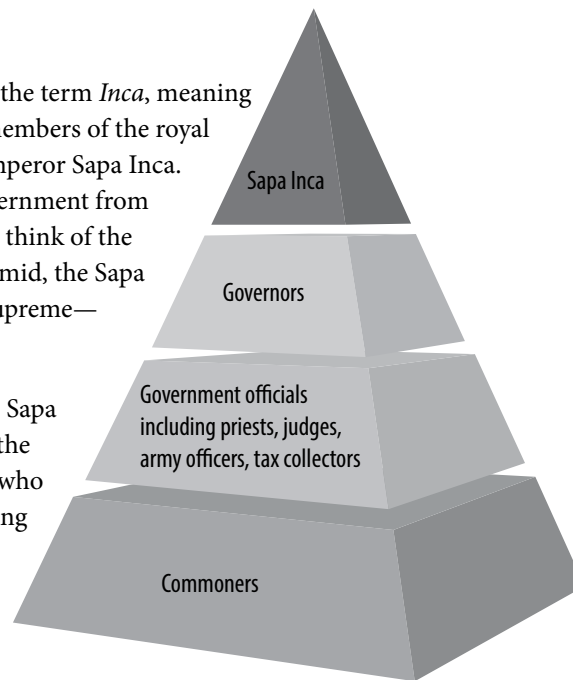 the term Inca, meaning
members of the royal
mperor Sapa Inca.
ernment from
think of the
mid, the Sapa
upreme—
Sapa
the
who
ng
Sapa Inca
Governors
Government officials
including priests, judges,
army officers, tax collectors
Commoners